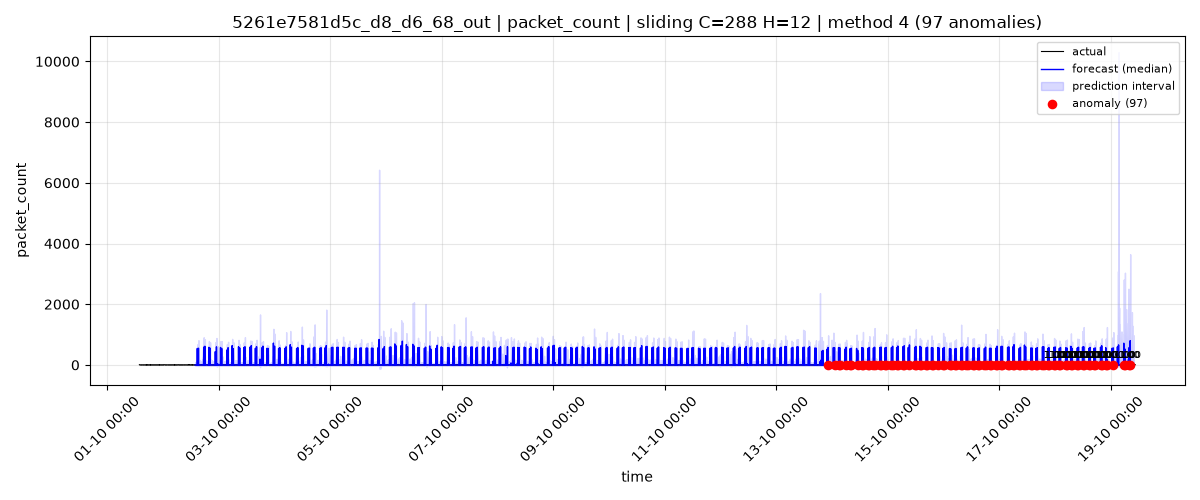 5261e7581d5c_d8_d6_68_out | packet_count | sliding C=288 H=12 | method 4 (97 anomalies)
actual
forecast (median)
prediction interval
anomaly (97)
packet_count
10000
8000
6000
4000
2000
0
01-10 00:00
03-10 00:00
05-10 00:00
07-10 00:00
09-10 00:00
11-10 00:00
13-10 00:00
15-10 00:00
17-10 00:00
19-10 00:00
time